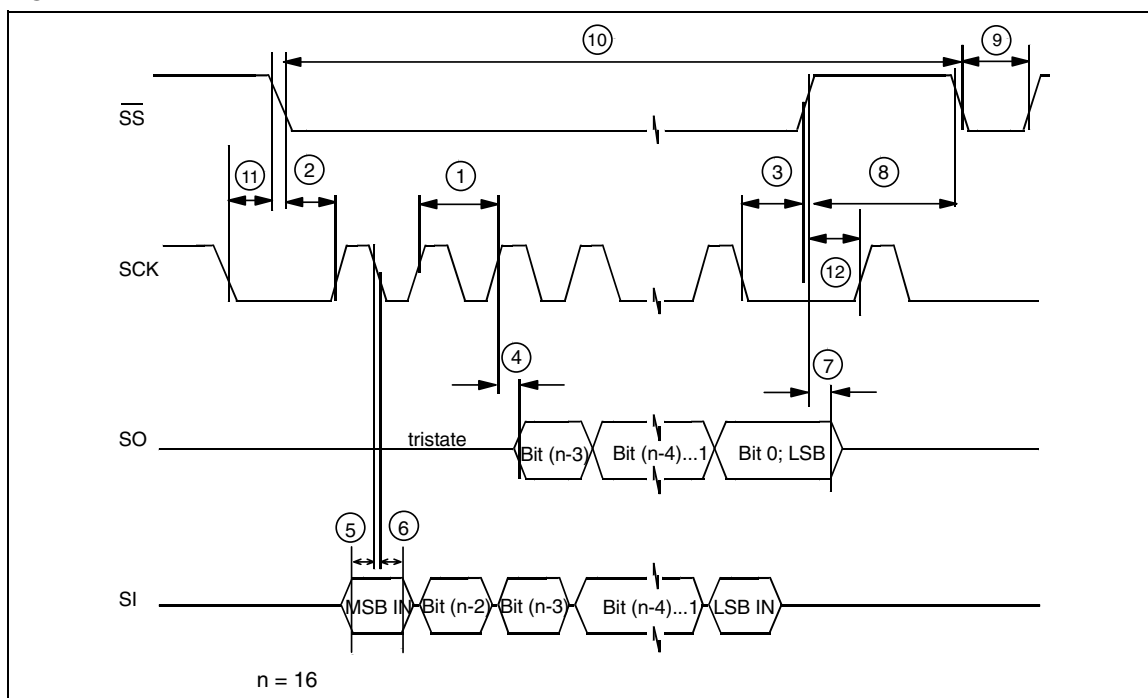 10
9
SS
11
2
1
3
8
SCK
12
4
7
SO
tristate
Bit (n-3)
Bit (n-4)...1
Bit 0; LSB
5
6
SI
MSB IN
Bit (n-2)
Bit (n-3)
Bit (n-4)...1
LSB IN
n = 16